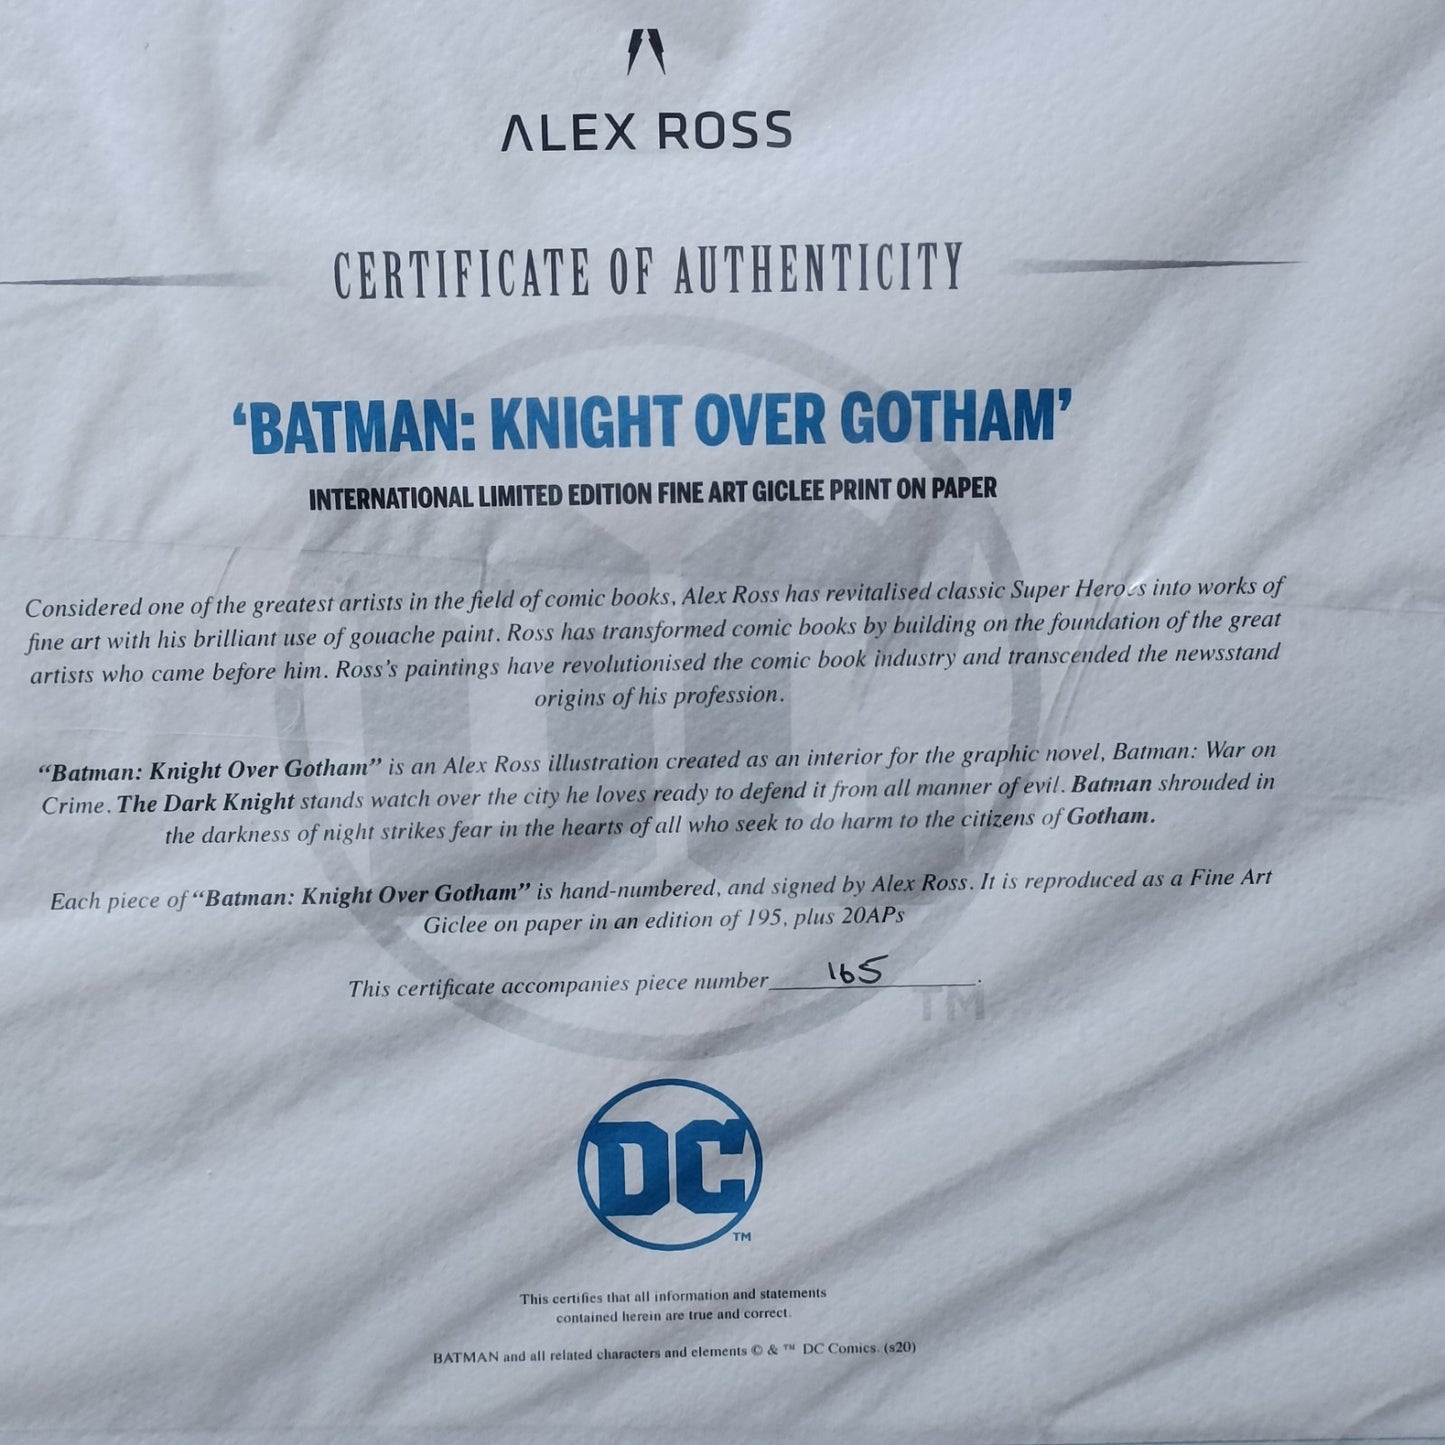 ALEX ROSS
CERTIFICATE OF AUTHENTICITY
‘BATMAN: KNIGHT OVER GOTHAM’
INTERNATIONAL LIMITED EDITION FINE ART GICLEE PRINT ON PAPER
Considered one of the greatest artists in the field of comic books, Alex Ross has revitalised classic Super Heroes into works of
fine art with his brilliant use of gouache paint. Ross has transformed comic books by building on the foundation of the great
artists who came before him. Ross’s paintings have revolutionised the comic book industry and transcended the newsstand
origins of his profession.
“Batman: Knight Over Gotham” is an Alex Ross illustration created as an interior for the graphic novel, Batman: War on
Crime. The Dark Knight stands watch over the city he loves ready to defend it from all manner of evil. Batman shrouded in
the darkness of night strikes fear in the hearts of all who seek to do harm to the citizens of Gotham.
Each piece of “Batman: Knight Over Gotham” is hand-numbered, and signed by Alex Ross. It is reproduced as a Fine Art
Giclee on paper in an edition of 195, plus 20APs
This certificate accompanies piece number 165.
TM
DC
TM
This certifies that all information and statements
contained herein are true and correct.
BATMAN and all related characters and elements © & ™ DC Comics. (s20)